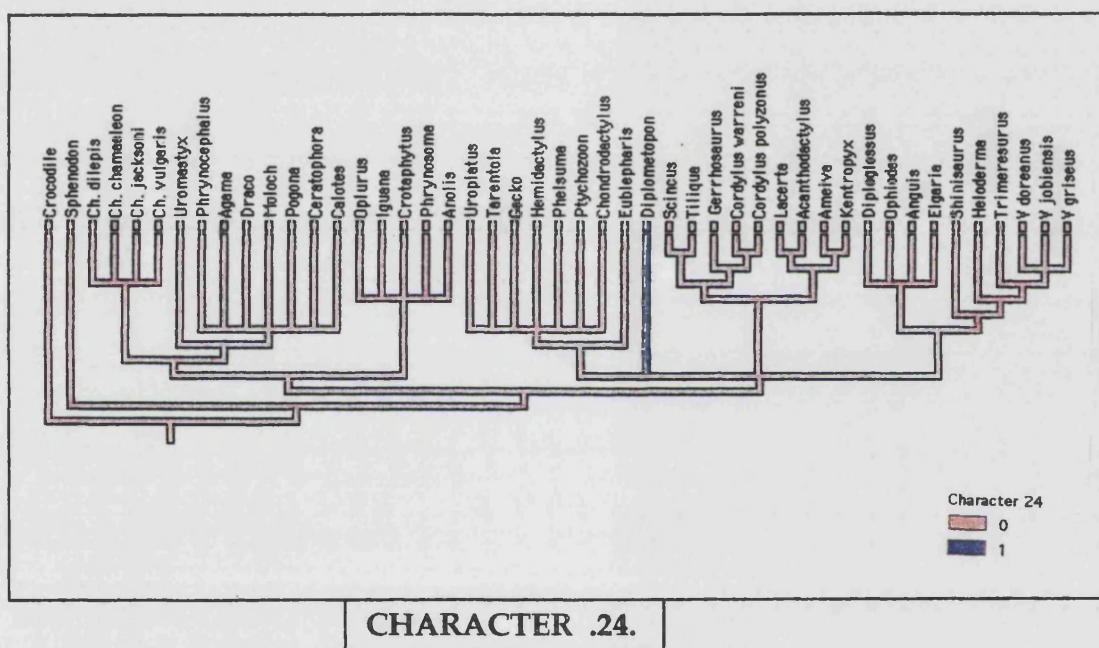 Crocodile
Sphenodon
Ch. dilepis
Ch. chamaeleon
Ch. jacksoni
Ch. vulgaris
Uromastyx
Phrynocephalus
Agama
Draco
Moloch
Pogona
Ceratophora
Calotes
Oplurus
Iguana
Crotaphytus
Phrynosoma
Anolis
Uroplatus
Tarentola
Gecko
Hemidactylus
Phelsuma
Ptychozoon
Chondrodactylus
Eublepharis
Diplometopon
Scincus
Tiliqua
Gerrhosaurus
Cordylus warreni
Cordylus polyzonus
Lacerta
Acanthodactylus
Ameiva
Kentropyx
Diploglossus
Ophiodes
Anguis
Elgaria
Shinisaurus
Heloderma
Trimeresurus
V doreanus
V jobiensis
V griseus
Character 24
0
1
CHARACTER .24.